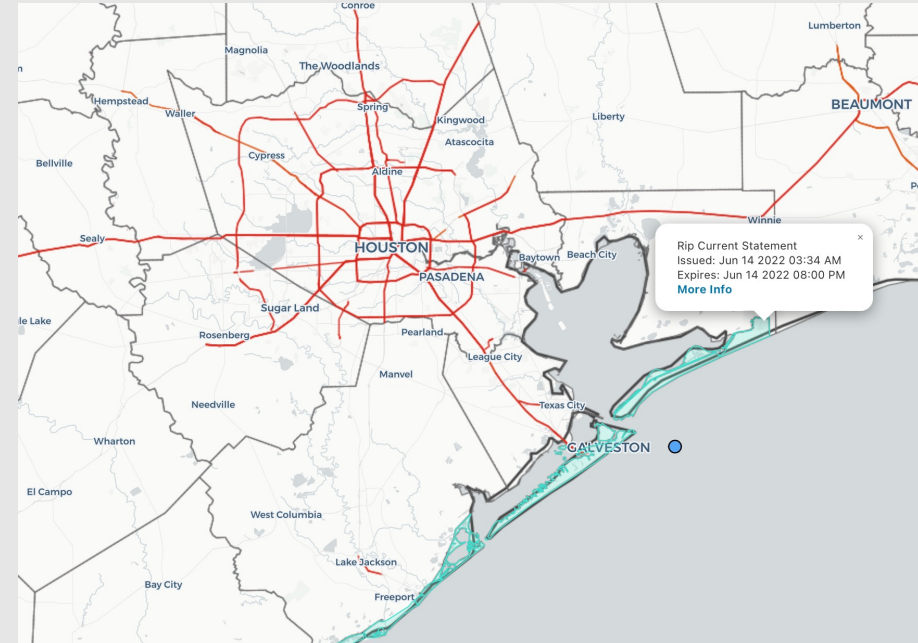 Conroe
Lumberton
Magnolia
The Woodlands
Hempstead
Spring
BEAUMONT
Waller
Kingwood
Liberty
Atascocita
Cypress
Bellville
Aldine
Winnie
Sealy
HOUSTON
Baytown
Beach City
PASADENA
Sugar Land
le Lake
Rosenberg
Pearland
League City
Manvel
Needville
Texas City
Wharton
GALVESTON
El Campo
West Columbia
Lake Jackson
Bay City
Freeport
×
Rip Current Statement
Issued: Jun 14 2022 03:34 AM
Expires: Jun 14 2022 08:00 PM
More Info